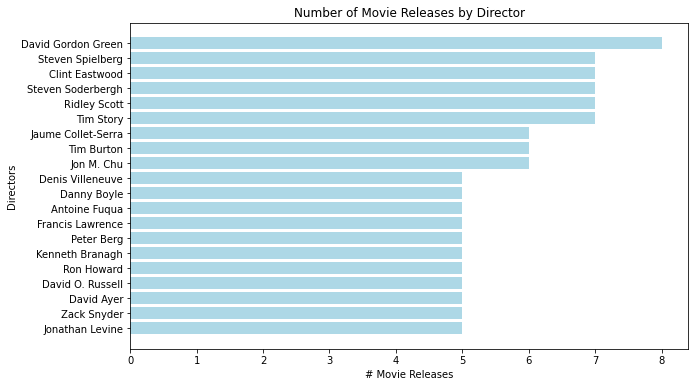 Number of Movie Releases by Director
David Gordon Green
Steven Spielberg
Clint Eastwood
Steven Soderbergh
Ridley Scott
Tim Story
Jaume Collet-Serra
Tim Burton
Jon M. Chu
Denis Villeneuve
Danny Boyle
Antoine Fuqua
Francis Lawrence
Peter Berg
Kenneth Branagh
Ron Howard
David O. Russell
David Ayer
Zack Snyder
Jonathan Levine
Directors
0 1 2 3 4 5 6 7 8
# Movie Releases